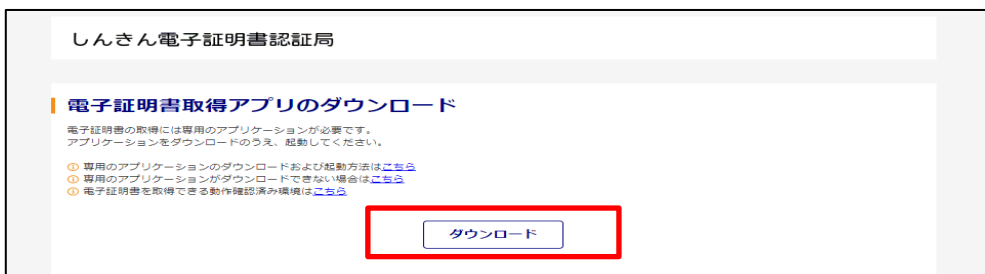 しんきん電子証明書認証局
電子証明書取得アプリのダウンロード
電子証明書の取得には専用のアプリケーションが必要です。
アプリケーションをダウンロードのうえ、起動してください。
① 専用のアプリケーションのダウンロードおよび起動方法はこちら
① 専用のアプリケーションがダウンロードできない場合はこちら
① 電子証明書を取得できる動作確認済み環境はこちら
ダウンロード